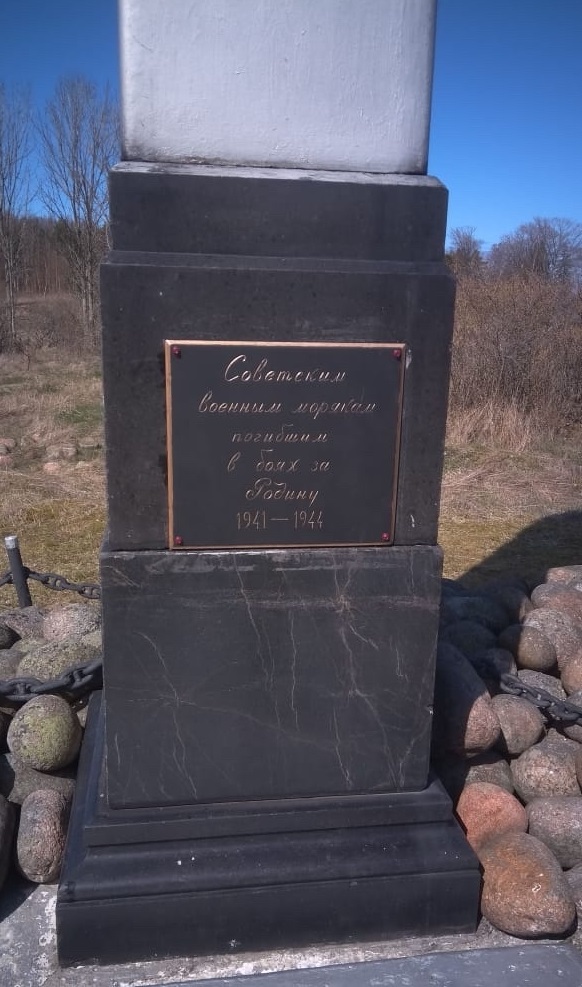 Советским
военным морякам
погибшим
в боях за
Родину
1941—1944